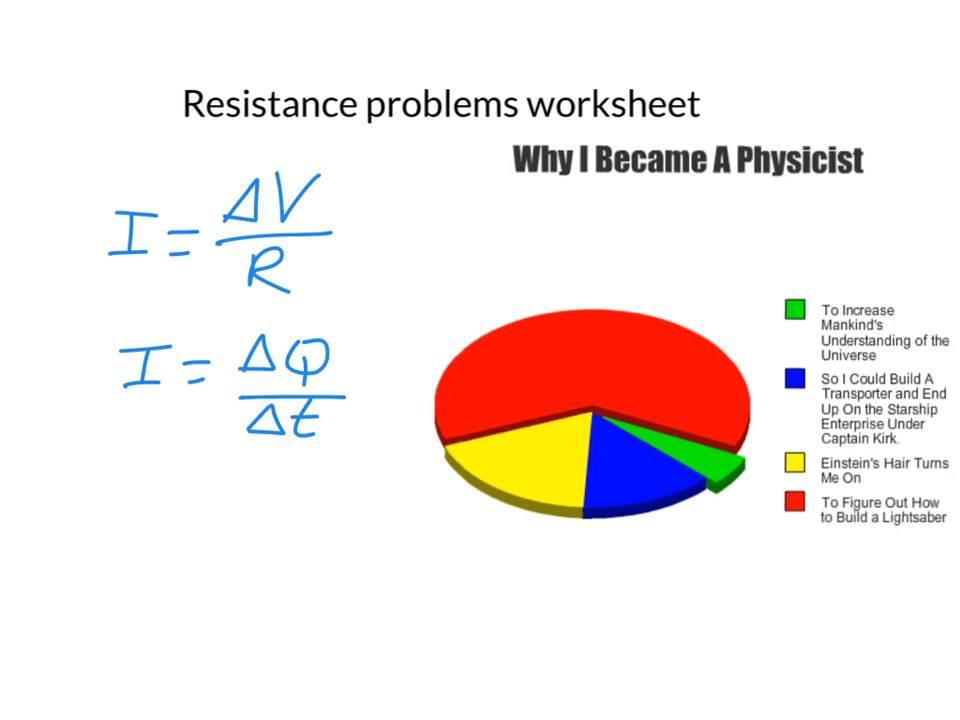 Resistance problems worksheet
Why I Became A Physicist
I = ΔV
R
I = ΔQ
Δt
To Increase
Mankind's
Understanding of the
Universe
So I Could Build A
Transporter and End
Up On the Starship
Enterprise Under
Captain Kirk.
Einstein's Hair Turns
Me On
To Figure Out How
to Build a Lightsaber